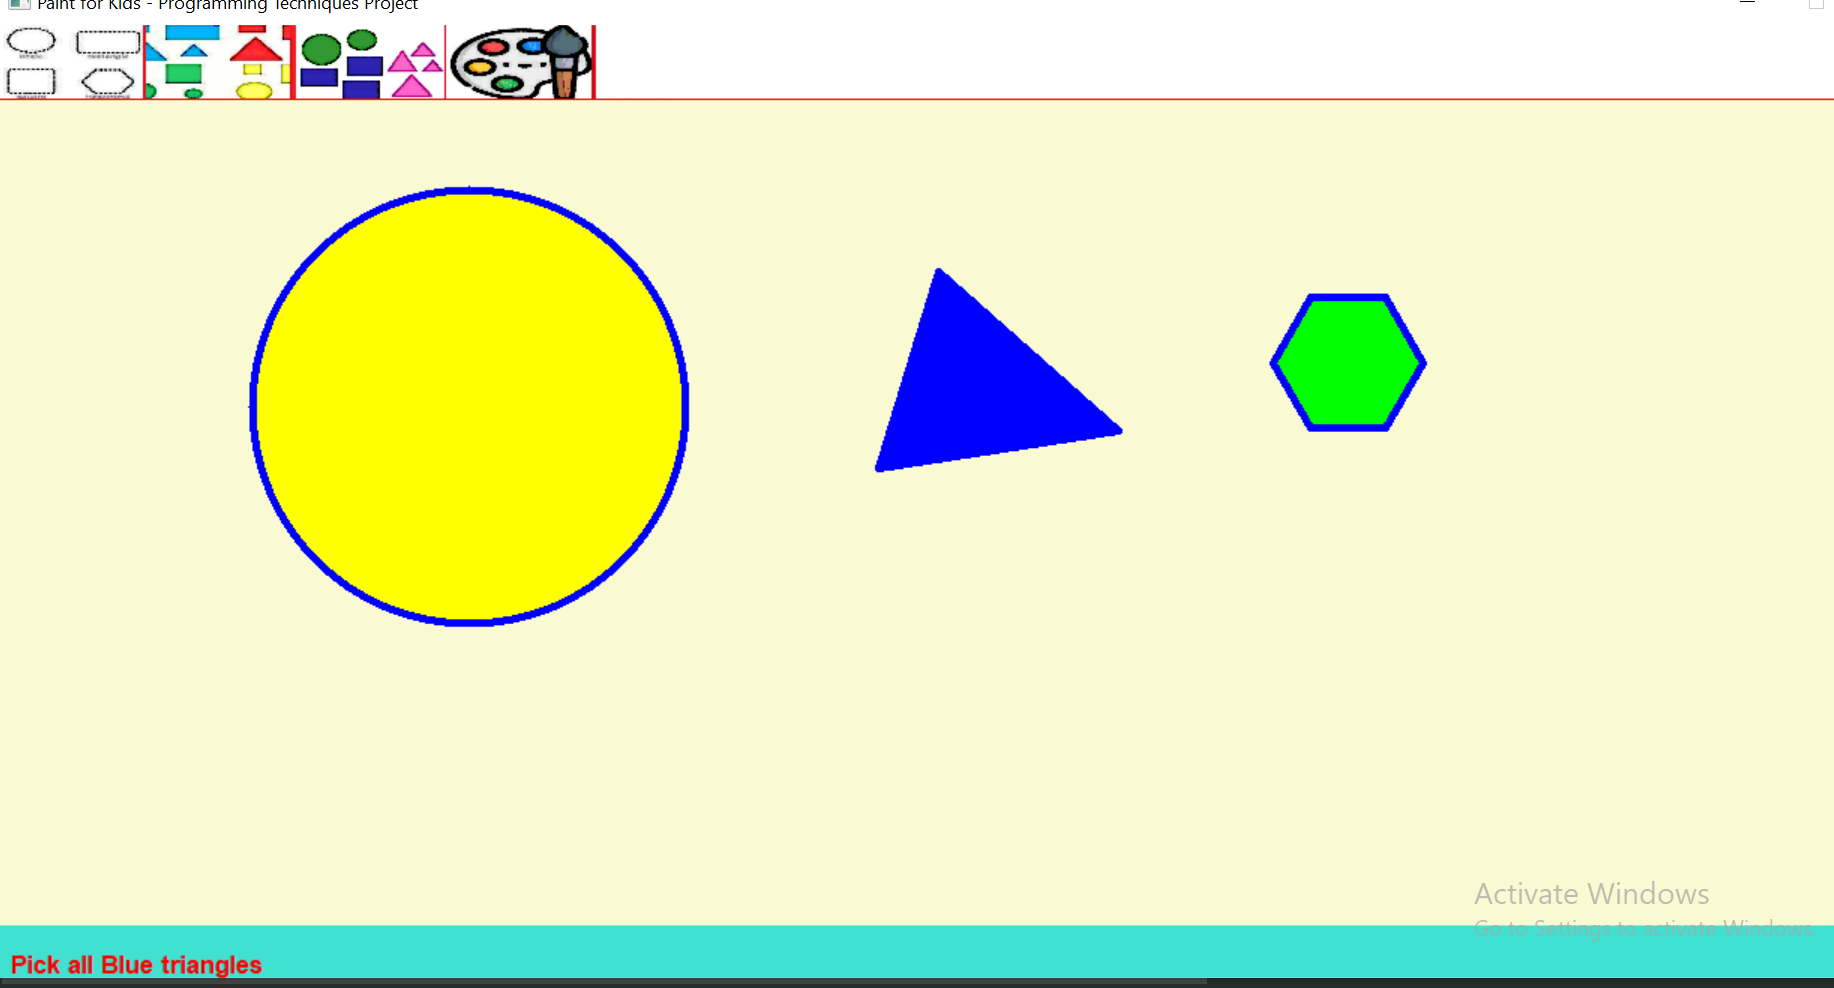 Paint for Kids - Programming Techniques Project
Activate Windows
Go to Settings to activate Windows.
Pick all Blue triangles